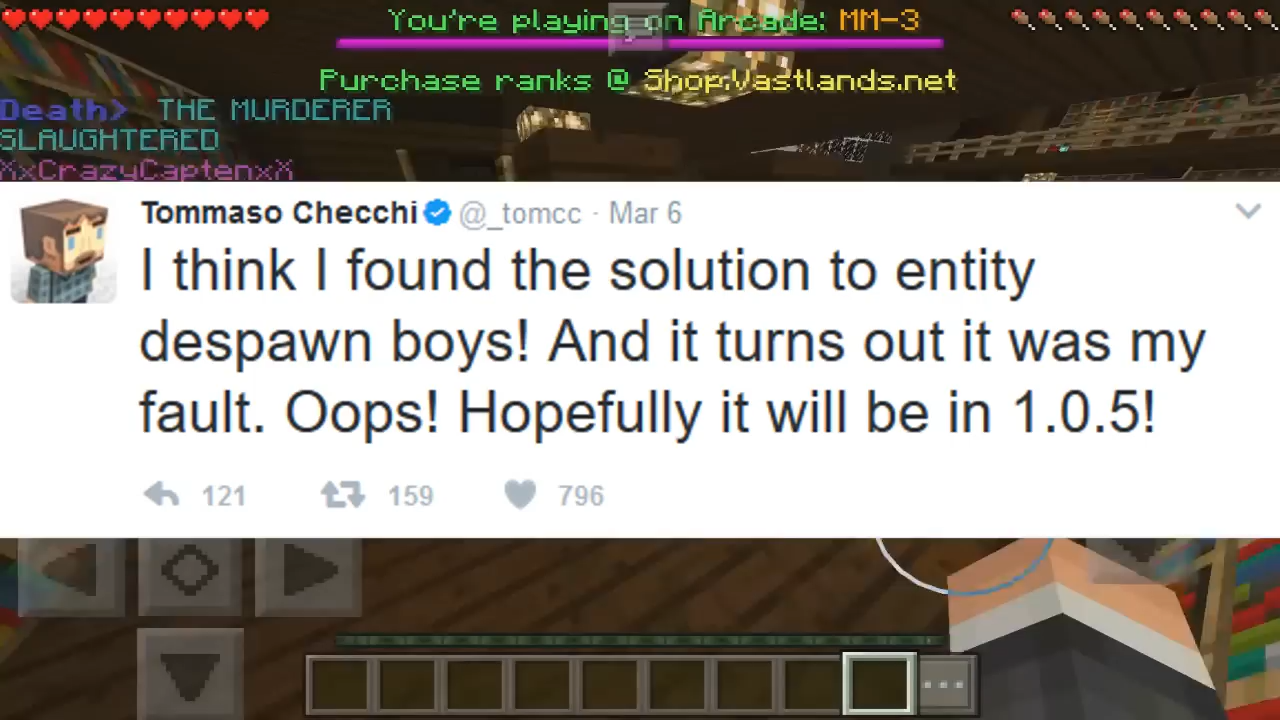 You're playing on Arcade: MM-3
Purchase ranks @ Shop.Vastlands.net
Death> THE MURDERER
SLAUGHTERED
XxCrazyCaptenxX
Tommaso Checchi @_tomcc · Mar 6
I think I found the solution to entity
despawn boys! And it turns out it was my
fault. Oops! Hopefully it will be in 1.0.5!
121 159 796